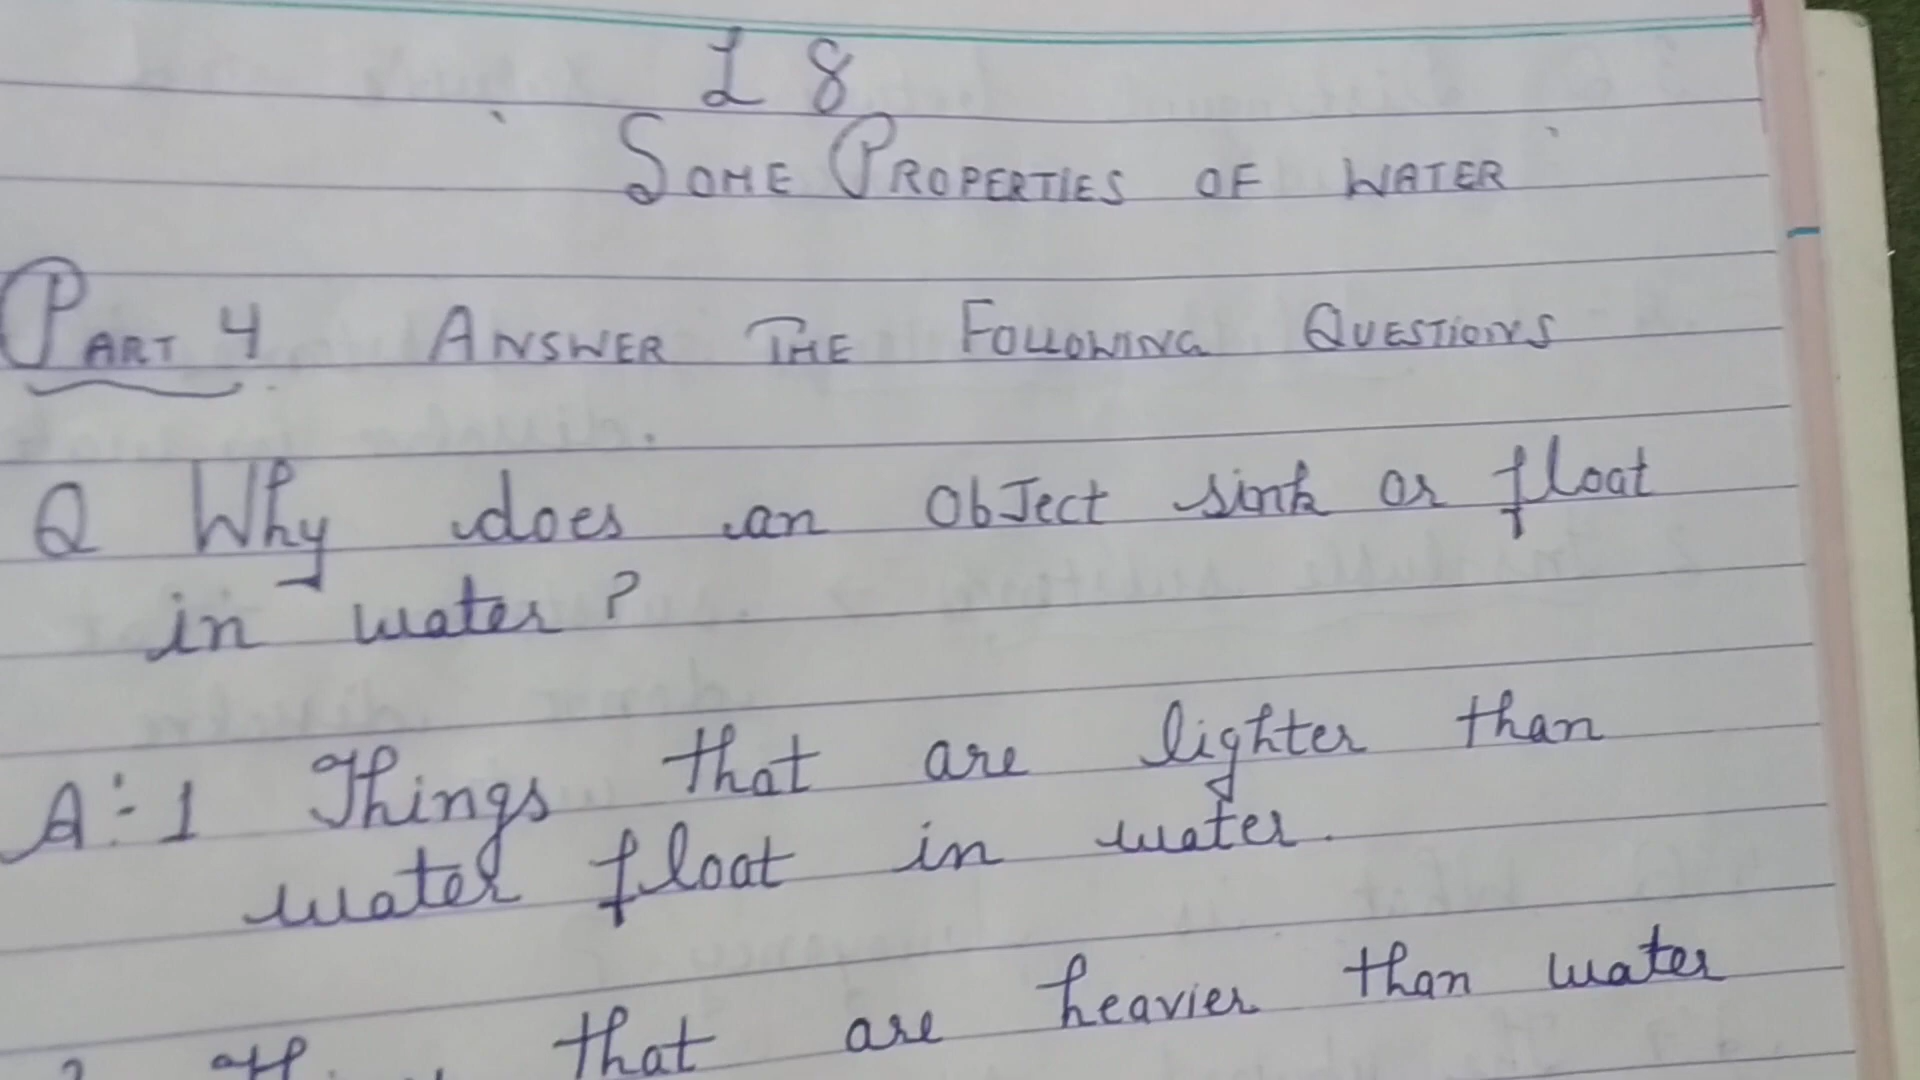 L 8
SOME PROPERTIES OF WATER
PART 4 ANSWER THE FOLLOWING QUESTIONS
Q Why does an ObJect sink or float
in water?
A:-1 Things that are lighter than
water float in water.
that are heavier than water